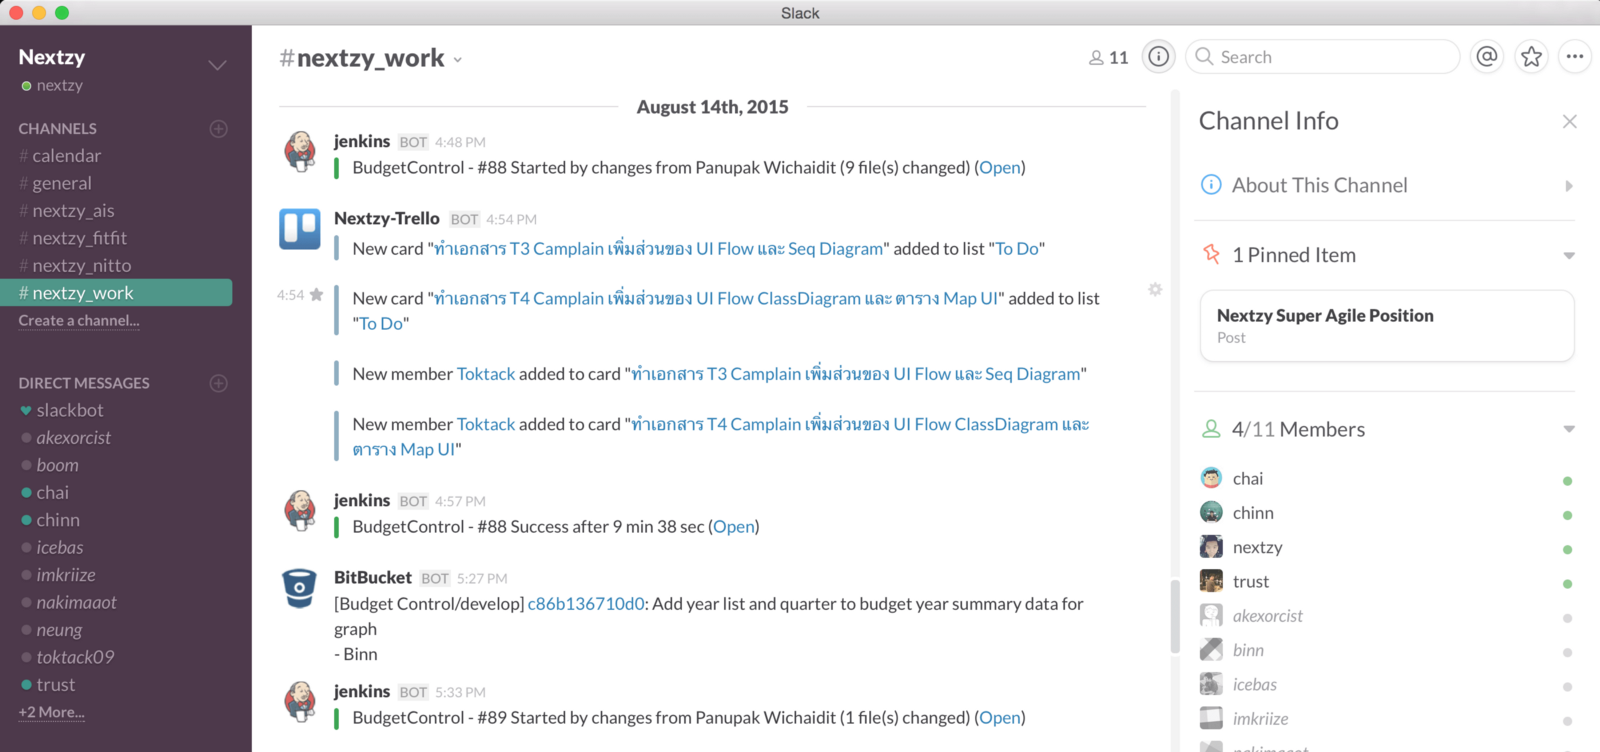 Slack
Nextzy
nextzy
CHANNELS
# calendar
# general
# nextzy_ais
# nextzy_fitfit
# nextzy_nitto
# nextzy_work
Create a channel...
DIRECT MESSAGES
slackbot
akexorcist
boom
chai
chinn
icebas
imkriize
nakimaaot
neung
toktack09
trust
+2 More...
#nextzy_work
11
Search
August 14th, 2015
jenkins BOT 4:48 PM
BudgetControl - #88 Started by changes from Panupak Wichaidit (9 file(s) changed) (Open)
Nextzy-Trello BOT 4:54 PM
New card "ทำเอกสาร T3 Camplain เพิ่มส่วนของ UI Flow และ Seq Diagram" added to list "To Do"
4:54
New card "ทำเอกสาร T4 Camplain เพิ่มส่วนของ UI Flow ClassDiagram และ ตาราง Map UI" added to list
"To Do"
New member Toktack added to card "ทำเอกสาร T3 Camplain เพิ่มส่วนของ UI Flow และ Seq Diagram"
New member Toktack added to card "ทำเอกสาร T4 Camplain เพิ่มส่วนของ UI Flow ClassDiagram และ
ตาราง Map UI"
jenkins BOT 4:57 PM
BudgetControl - #88 Success after 9 min 38 sec (Open)
BitBucket BOT 5:27 PM
[Budget Control/develop] c86b136710d0: Add year list and quarter to budget year summary data for
graph
- Binn
jenkins BOT 5:33 PM
BudgetControl - #89 Started by changes from Panupak Wichaidit (1 file(s) changed) (Open)
Channel Info
About This Channel
1 Pinned Item
Nextzy Super Agile Position
Post
4/11 Members
chai
chinn
nextzy
trust
akexorcist
binn
icebas
imkriize
nakimaaot